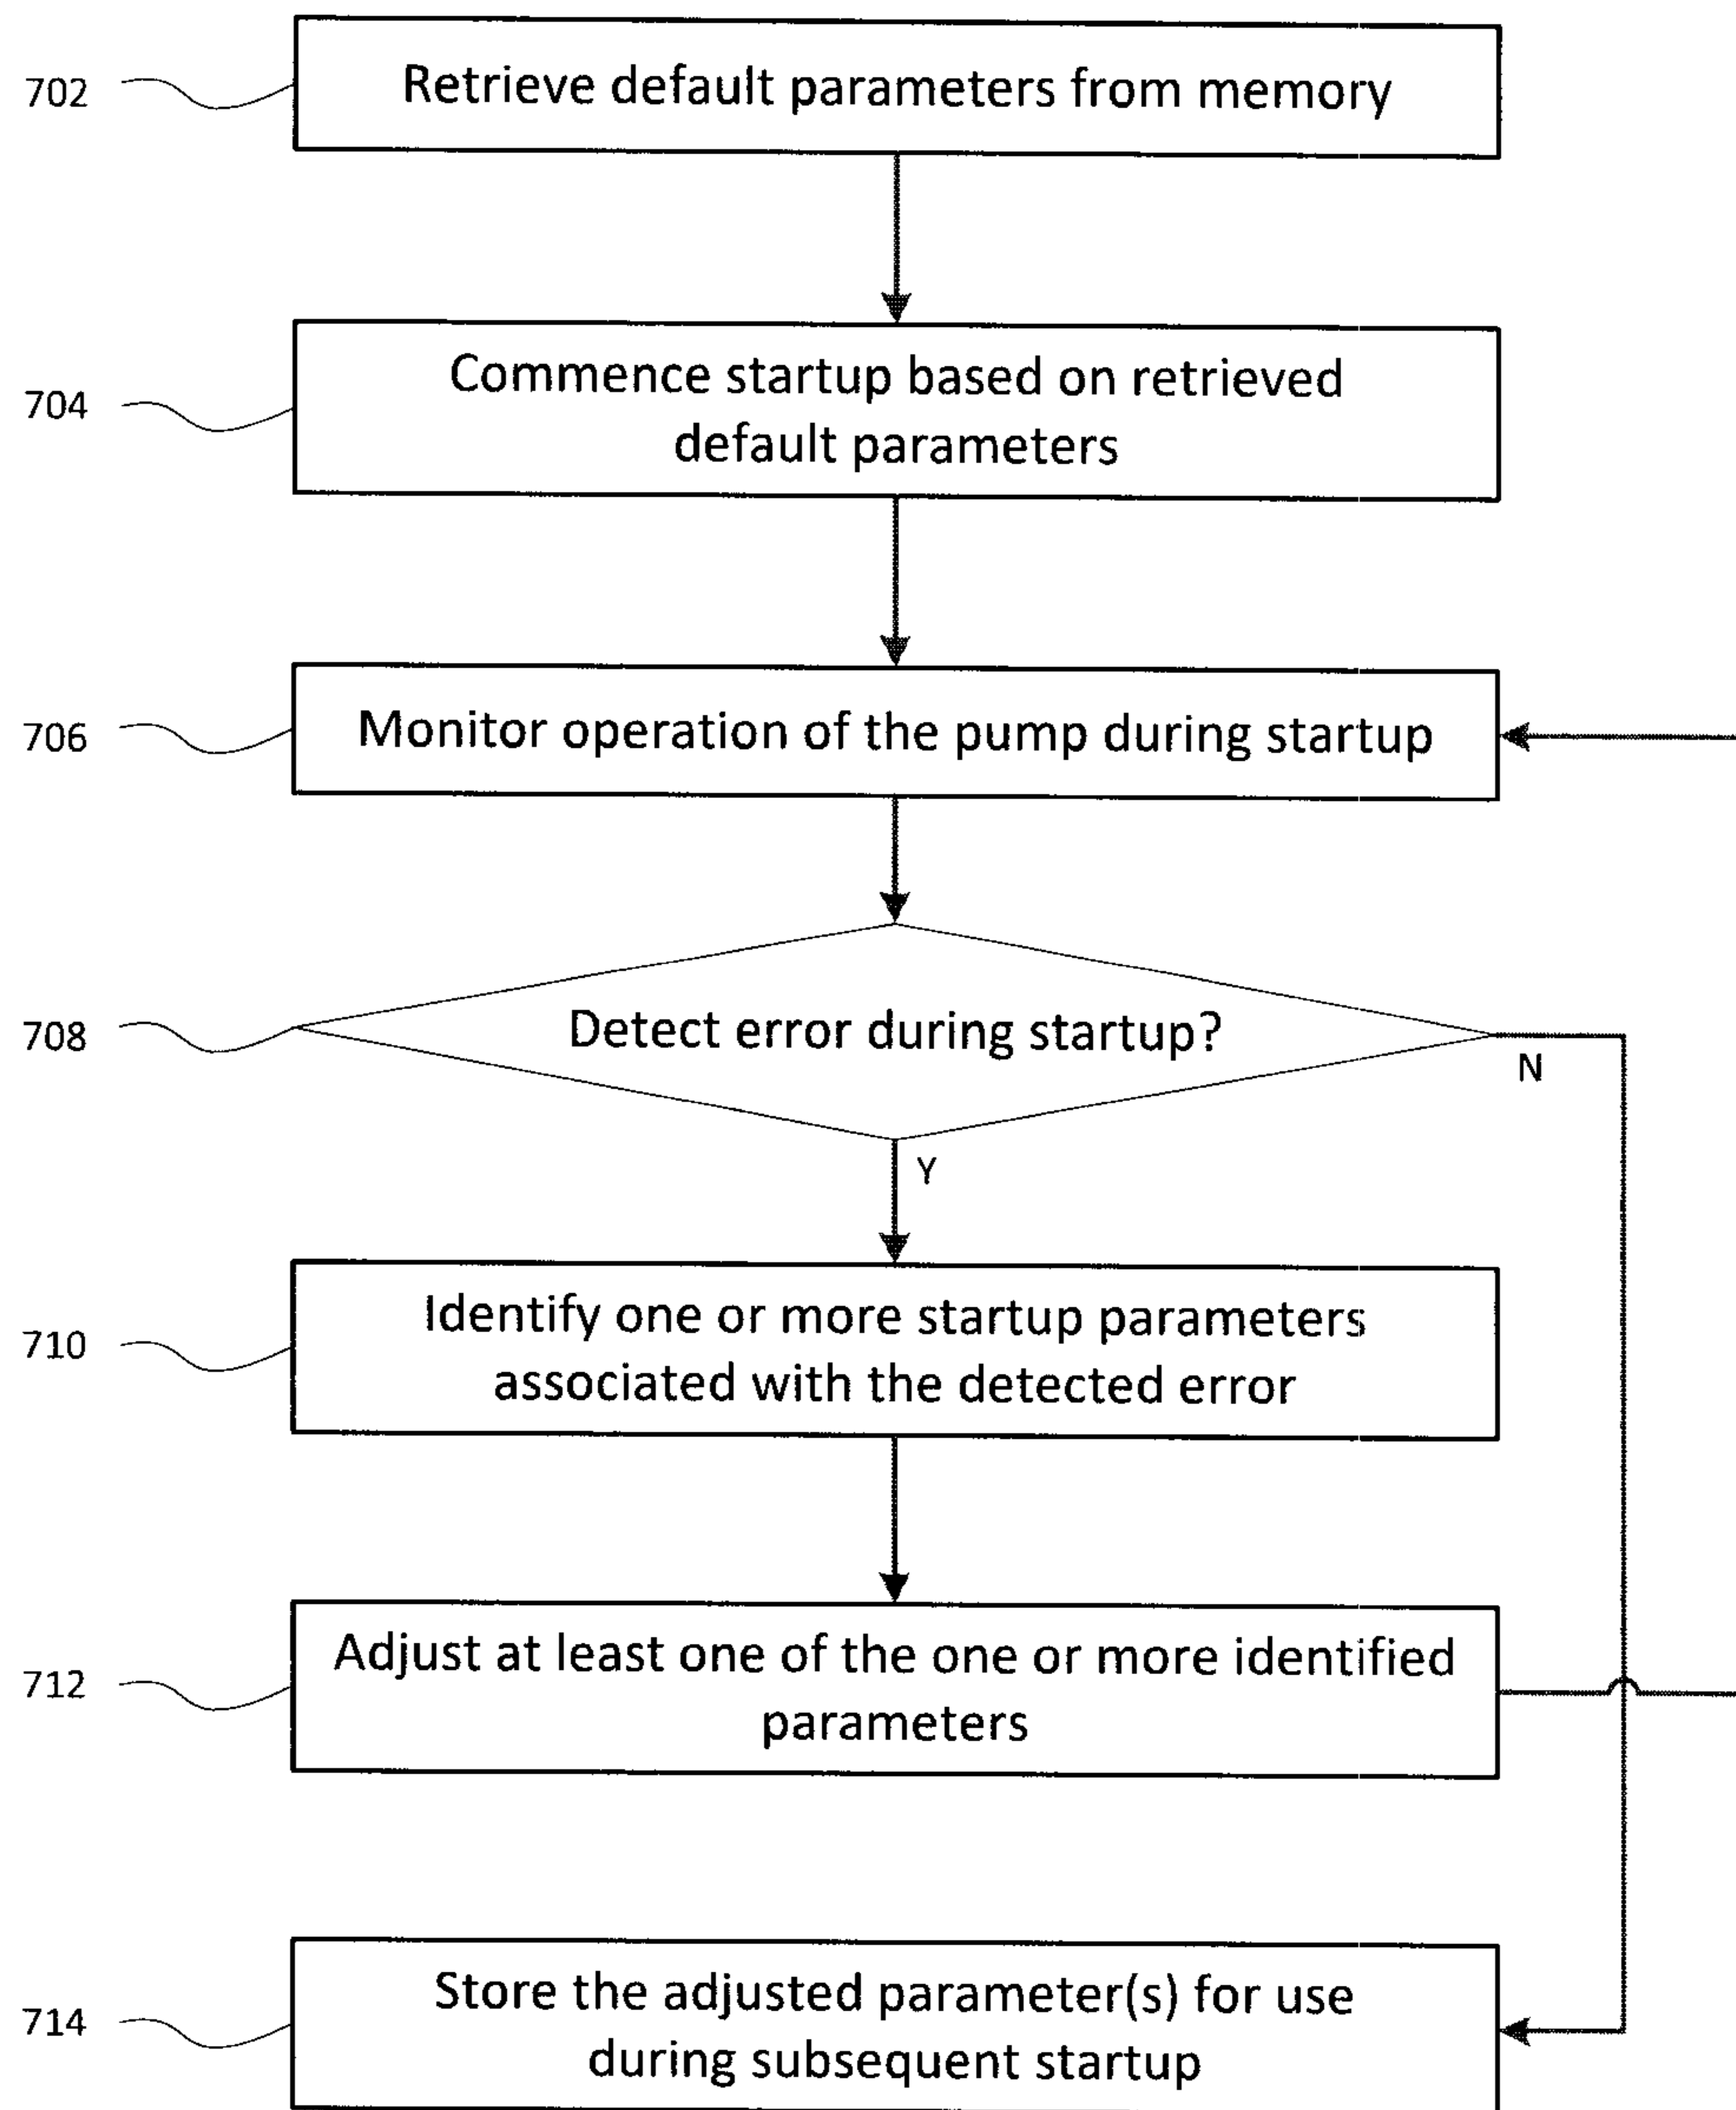 702
Retrieve default parameters from memory
704
Commence startup based on retrieved
default parameters
706
Monitor operation of the pump during startup
708
Detect error during startup?
N
Y
710
Identify one or more startup parameters
associated with the detected error
712
Adjust at least one of the one or more identified
parameters
714
Store the adjusted parameter(s) for use
during subsequent startup